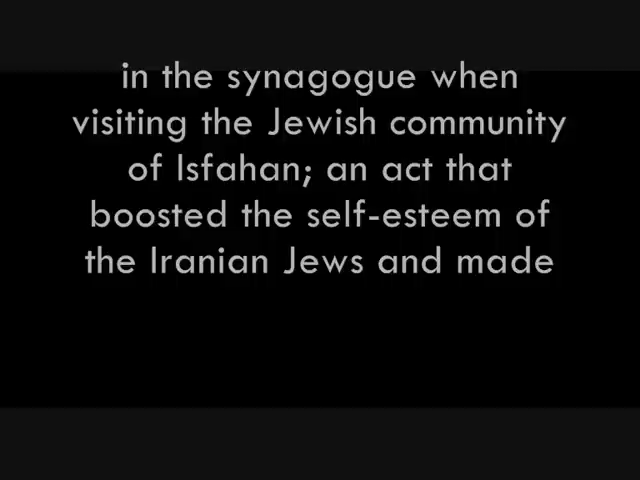 in the synagogue when
visiting the Jewish community
of Isfahan; an act that
boosted the self-esteem of
the Iranian Jews and made